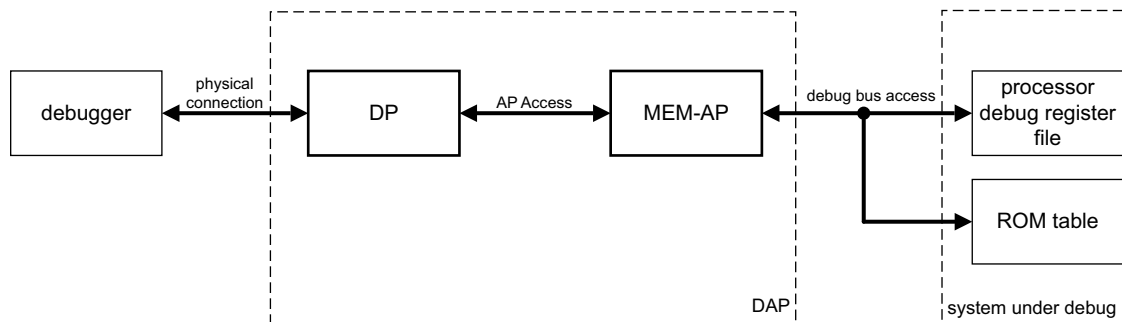 debugger
physical
connection
DP
AP Access
MEM-AP
debug bus access
processor
debug register
file
ROM table
DAP
system under debug